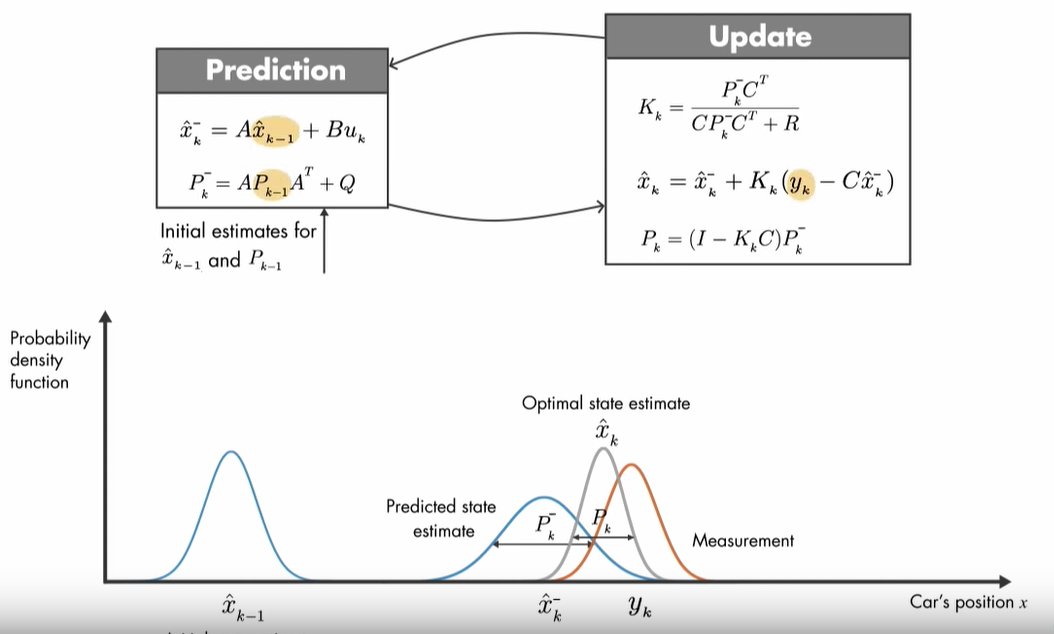 Prediction
x̂ₖ⁻ = Ax̂ₖ₋₁ + Buₖ
Pₖ⁻ = APₖ₋₁Aᵀ + Q
Initial estimates for
x̂ₖ₋₁ and Pₖ₋₁
Update
Kₖ = Pₖ⁻Cᵀ / CPₖ⁻Cᵀ + R
x̂ₖ = x̂ₖ⁻ + Kₖ(yₖ − Cx̂ₖ⁻)
Pₖ = (I − KₖC)Pₖ⁻
Probability
density
function
Optimal state estimate
x̂ₖ
Predicted state
estimate
Pₖ⁻
Pₖ
Measurement
x̂ₖ₋₁
x̂ₖ⁻
yₖ
Car's position x